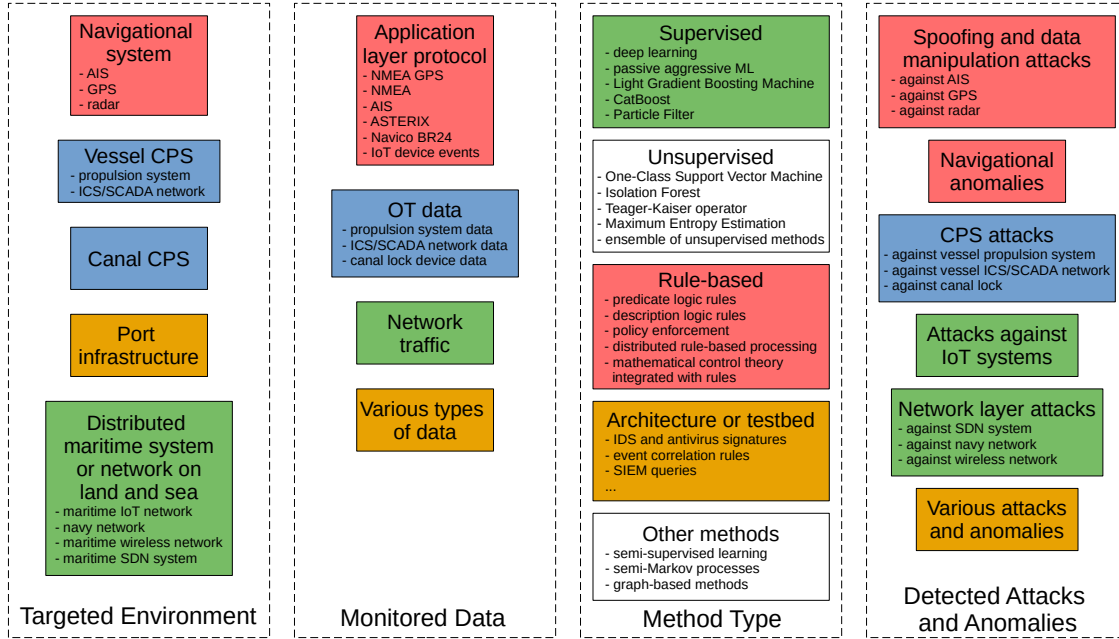 Navigational
system
- AIS
- GPS
- radar
Vessel CPS
- propulsion system
- ICS/SCADA network
Canal CPS
Port
infrastructure
Distributed
maritime system
or network on
land and sea
- maritime IoT network
- navy network
- maritime wireless network
- maritime SDN system
Targeted Environment
Application
layer protocol
- NMEA GPS
- NMEA
- AIS
- ASTERIX
- Navico BR24
- IoT device events
OT data
- propulsion system data
- ICS/SCADA network data
- canal lock device data
Network
traffic
Various types
of data
Monitored Data
Supervised
- deep learning
- passive aggressive ML
- Light Gradient Boosting Machine
- CatBoost
- Particle Filter
Unsupervised
- One-Class Support Vector Machine
- Isolation Forest
- Teager-Kaiser operator
- Maximum Entropy Estimation
- ensemble of unsupervised methods
Rule-based
- predicate logic rules
- description logic rules
- policy enforcement
- distributed rule-based processing
- mathematical control theory
integrated with rules
Architecture or testbed
- IDS and antivirus signatures
- event correlation rules
- SIEM queries
...
Other methods
- semi-supervised learning
- semi-Markov processes
- graph-based methods
Method Type
Spoofing and data
manipulation attacks
- against AIS
- against GPS
- against radar
Navigational
anomalies
CPS attacks
- against vessel propulsion system
- against vessel ICS/SCADA network
- against canal lock
Attacks against
IoT systems
Network layer attacks
- against SDN system
- against navy network
- against wireless network
Various attacks
and anomalies
Detected Attacks
and Anomalies